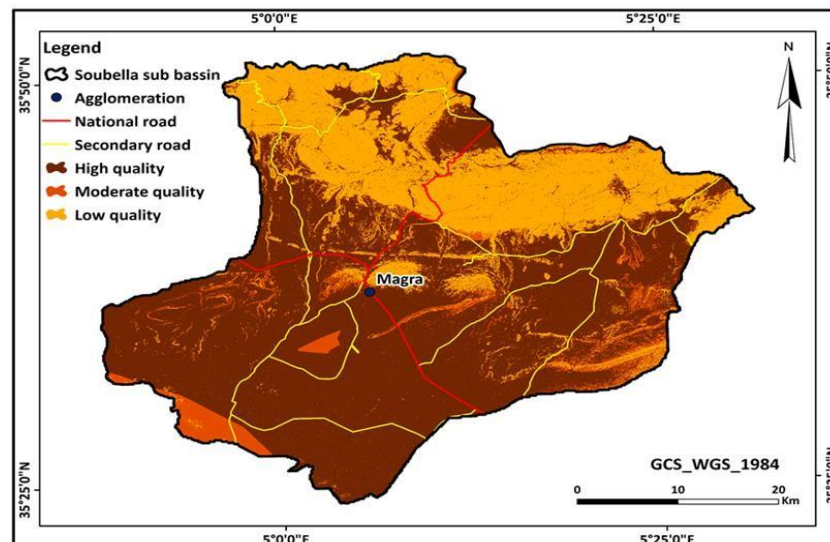 5°0'0"E 5°25'0"E
Legend
Soubella sub bassin
Agglomeration
National road
Secondary road
High quality
Moderate quality
Low quality
N
35°50'0"N
Magra
35°25'0"N
GCS_WGS_1984
0 10 20
Km
5°0'0"E 5°25'0"E